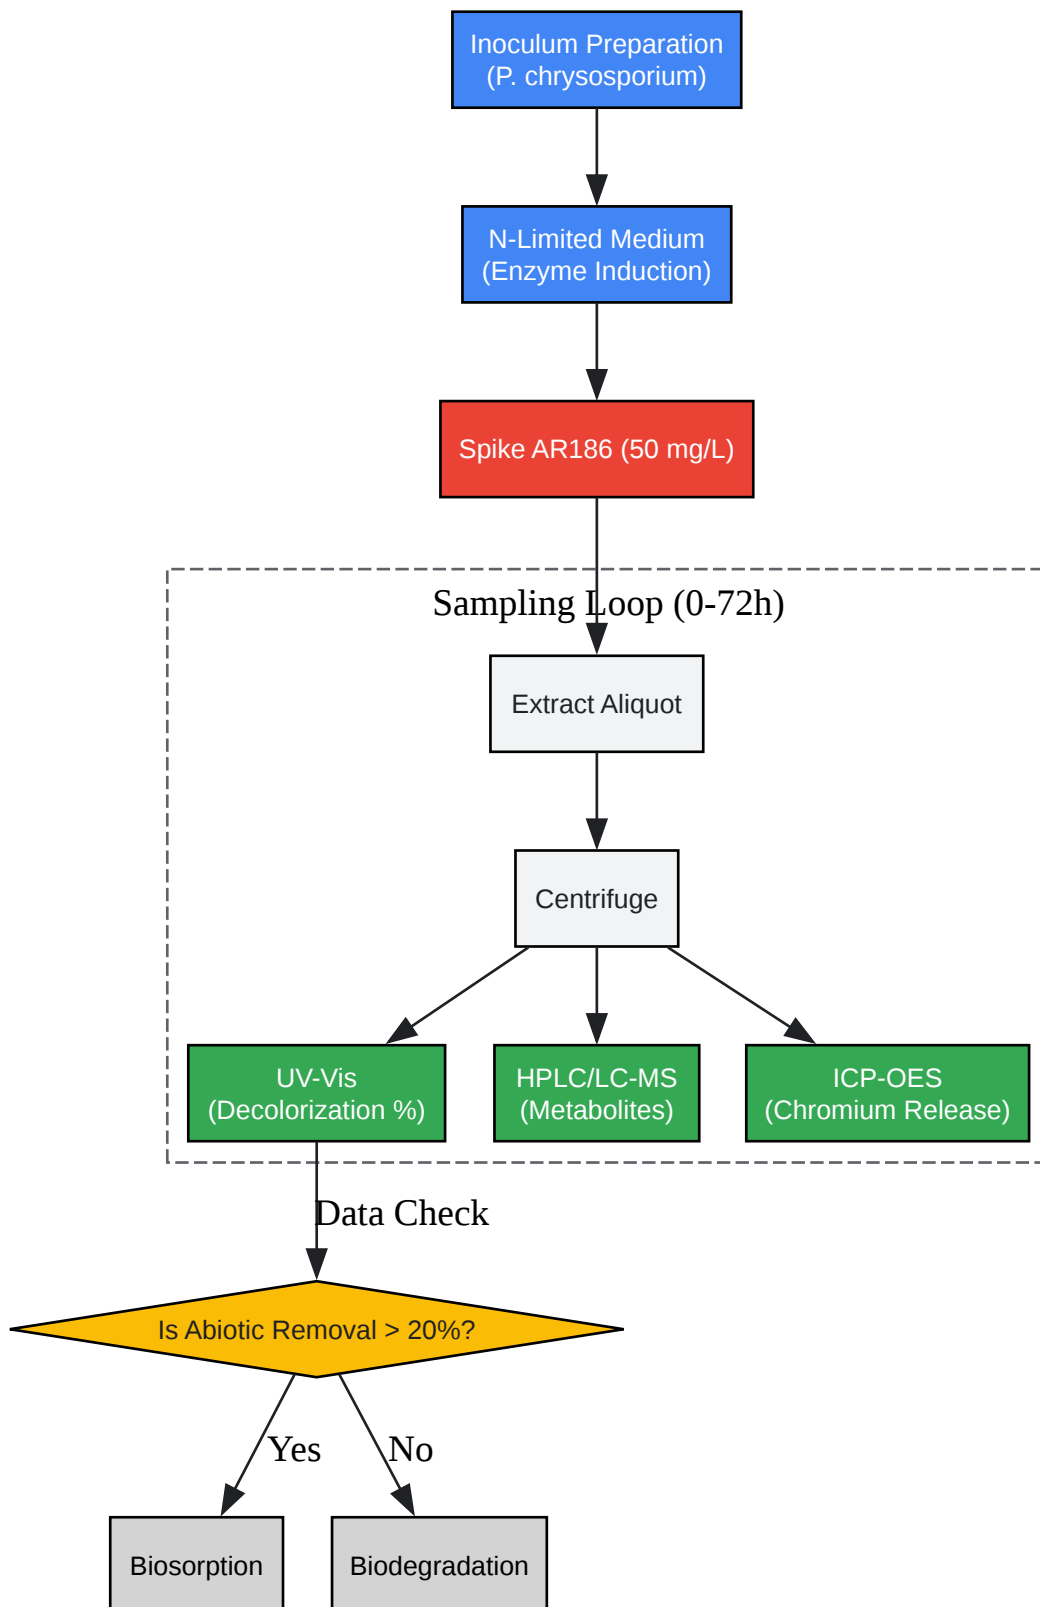 Inoculum Preparation
(P. chrysosporium)
N-Limited Medium
(Enzyme Induction)
Spike AR186 (50 mg/L)
Sampling Loop (0-72h)
Extract Aliquot
Centrifuge
UV-Vis
(Decolorization %)
HPLC/LC-MS
(Metabolites)
ICP-OES
(Chromium Release)
Data Check
Is Abiotic Removal > 20%?
Yes
No
Biosorption
Biodegradation